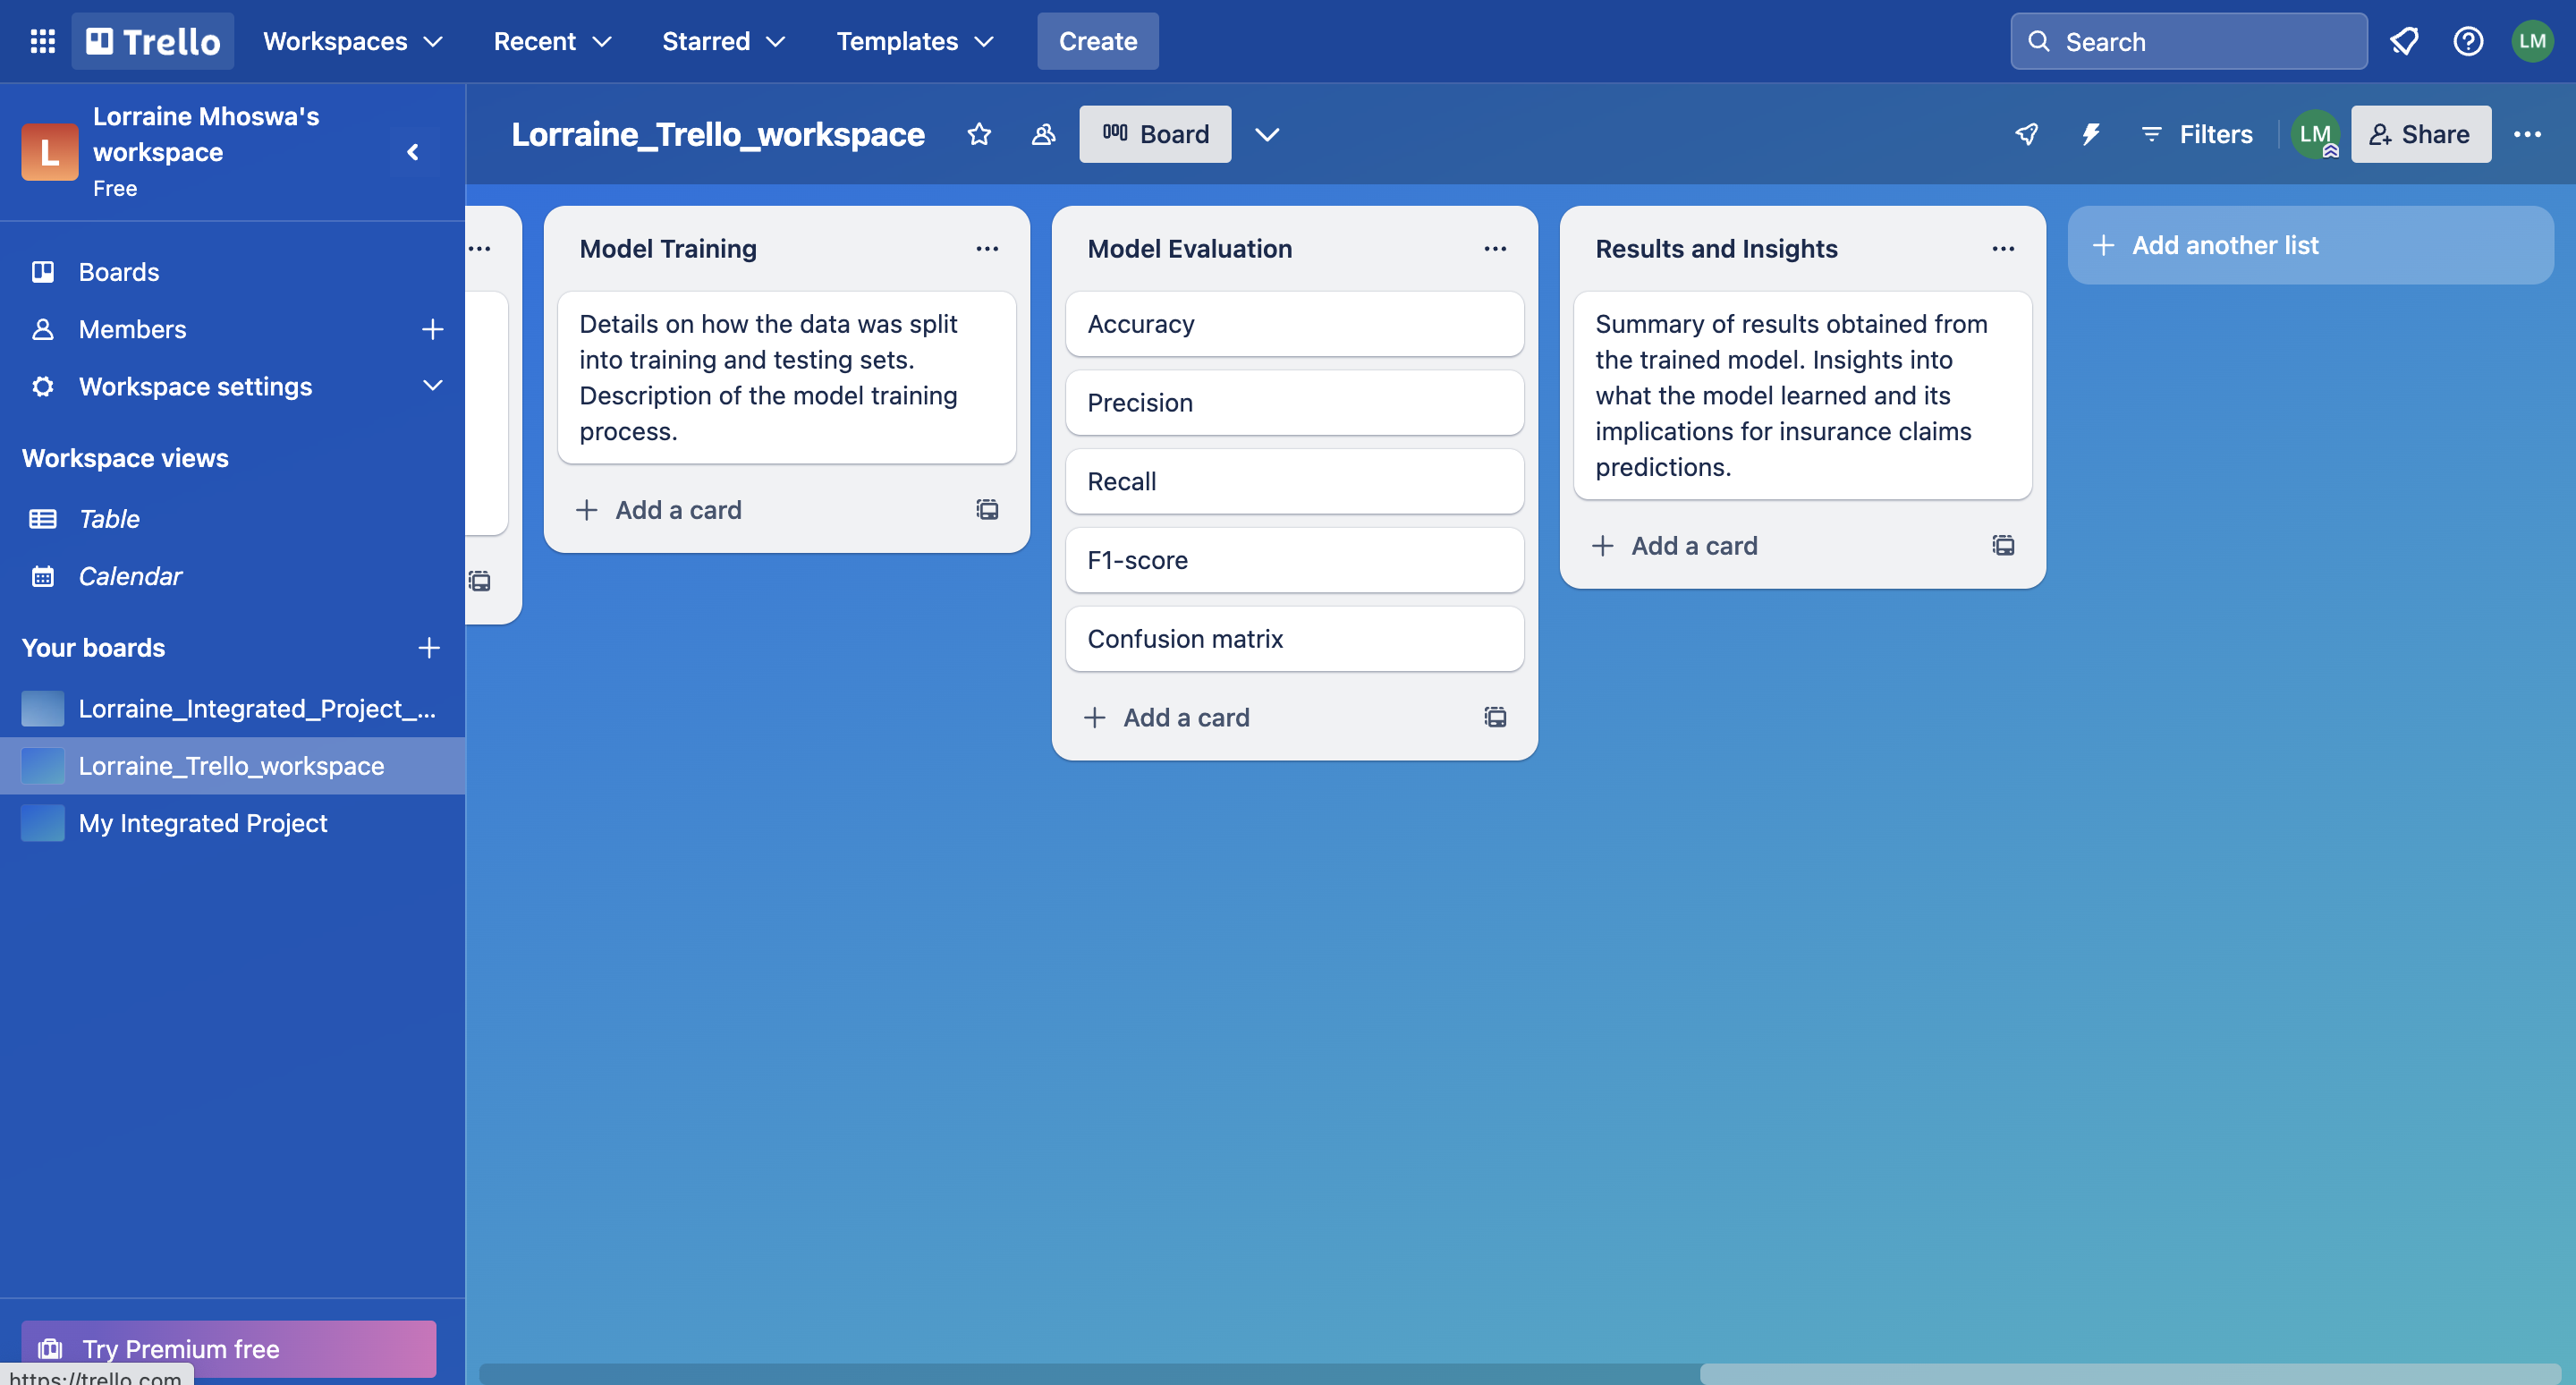 Trello
Workspaces
Recent
Starred
Templates
Create
Search
LM
L
Lorraine Mhoswa's
workspace
Free
Lorraine_Trello_workspace
Board
Filters
LM
Share
Boards
Members
Workspace settings
Workspace views
Table
Calendar
Your boards
Lorraine_Integrated_Project_...
Lorraine_Trello_workspace
My Integrated Project
Try Premium free
https://trello.com
Model Training
Details on how the data was split
into training and testing sets.
Description of the model training
process.
Add a card
Model Evaluation
Accuracy
Precision
Recall
F1-score
Confusion matrix
Add a card
Results and Insights
Summary of results obtained from
the trained model. Insights into
what the model learned and its
implications for insurance claims
predictions.
Add a card
Add another list